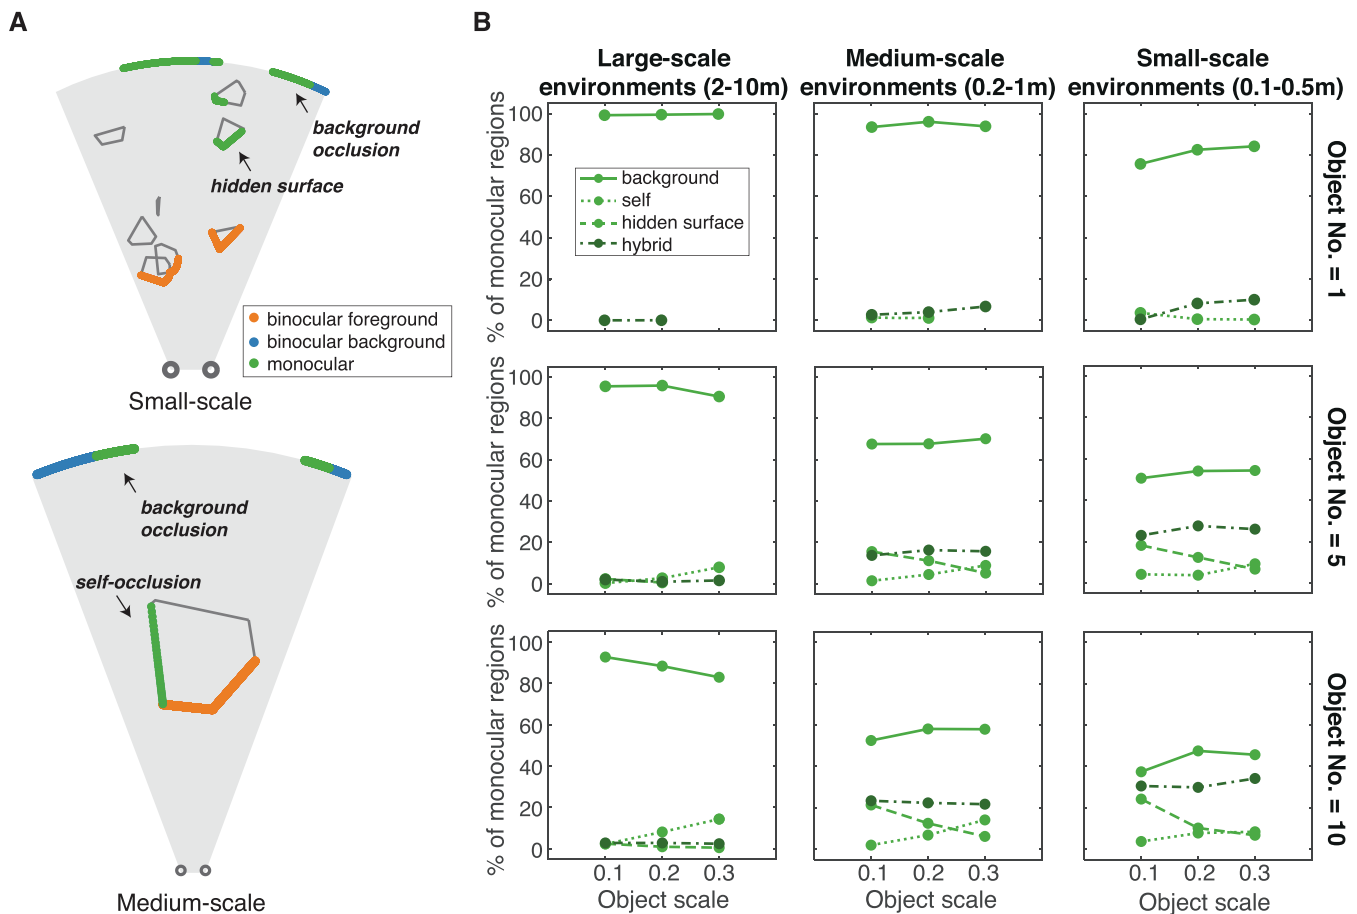 A
background
occlusion
hidden surface
binocular foreground
binocular background
monocular
Small-scale
background
occlusion
self-occlusion
Medium-scale
B
Large-scale
environments (2-10m)
Medium-scale
environments (0.2-1m)
Small-scale
environments (0.1-0.5m)
% of monocular regions
100
80
60
40
20
0
background
self
hidden surface
hybrid
Object No. = 1
% of monocular regions
100
80
60
40
20
0
Object No. = 5
% of monocular regions
100
80
60
40
20
0
Object No. = 10
0.1 0.2 0.3
Object scale
0.1 0.2 0.3
Object scale
0.1 0.2 0.3
Object scale